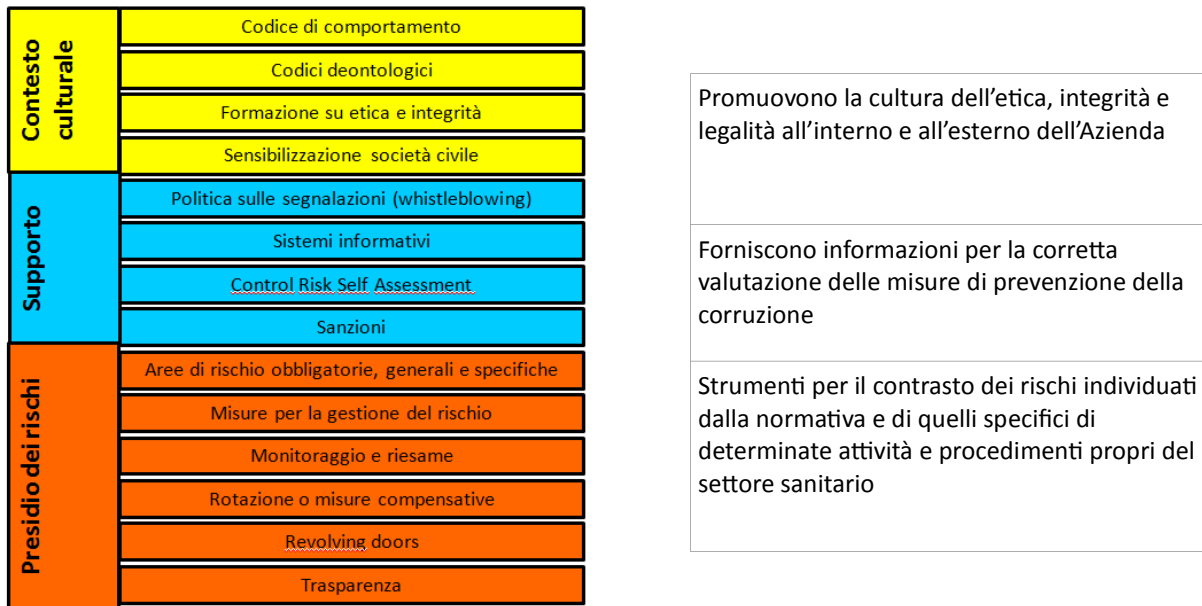 Contesto
culturale
Codice di comportamento
Codici deontologici
Formazione su etica e integrità
Sensibilizzazione società civile
Promuovono la cultura dell'etica, integrità e
legalità all'interno e all'esterno dell'Azienda
Supporto
Politica sulle segnalazioni (whistleblowing)
Sistemi informativi
Control Risk Self Assessment
Sanzioni
Forniscono informazioni per la corretta
valutazione delle misure di prevenzione della
corruzione
Presidio dei rischi
Aree di rischio obbligatorie, generali e specifiche
Misure per la gestione del rischio
Monitoraggio e riesame
Rotazione o misure compensative
Revolving doors
Trasparenza
Strumenti per il contrasto dei rischi individuati
dalla normativa e di quelli specifici di
determinate attività e procedimenti propri del
settore sanitario